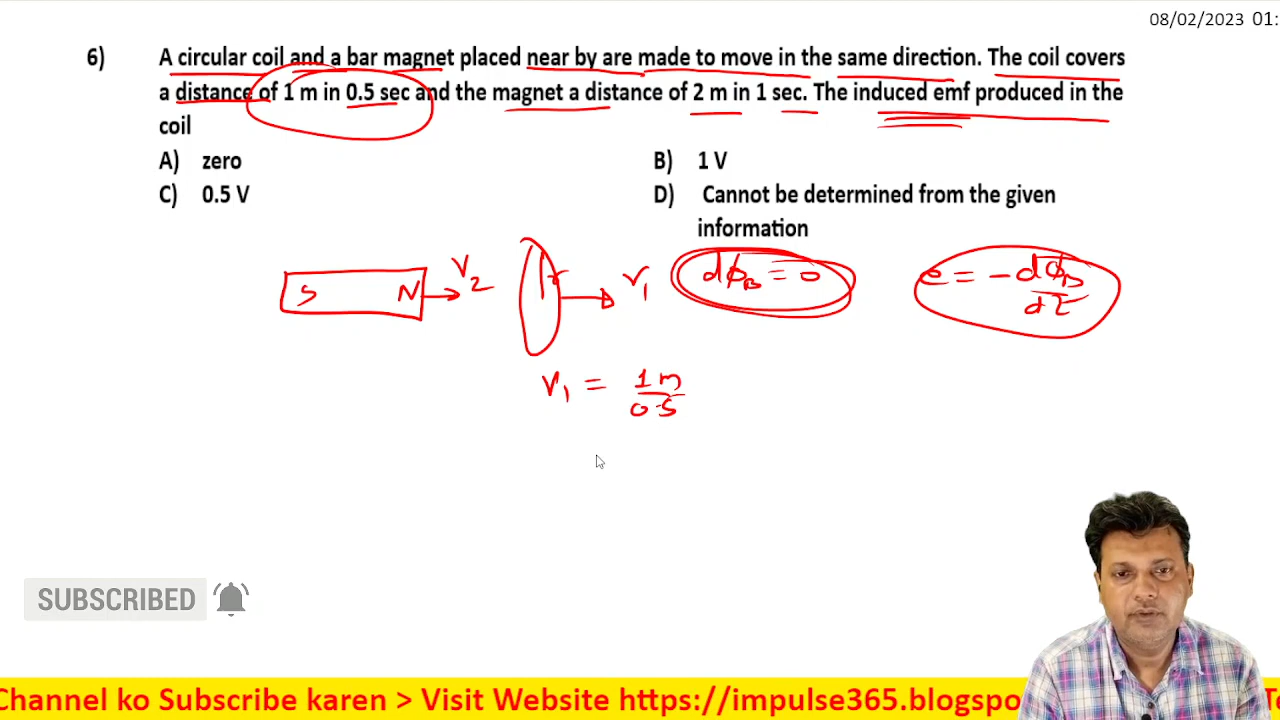 08/02/2023 01:
6) A circular coil and a bar magnet placed near by are made to move in the same direction. The coil covers
a distance of 1 m in 0.5 sec and the magnet a distance of 2 m in 1 sec. The induced emf produced in the
coil
A) zero B) 1 V
C) 0.5 V D) Cannot be determined from the given
information
S N V2 V1 dϕB = 0 e = - dϕB
dt
V1 = 1m
0.5
SUBSCRIBED
Channel ko Subscribe karen > Visit Website https://impulse365.blogspo